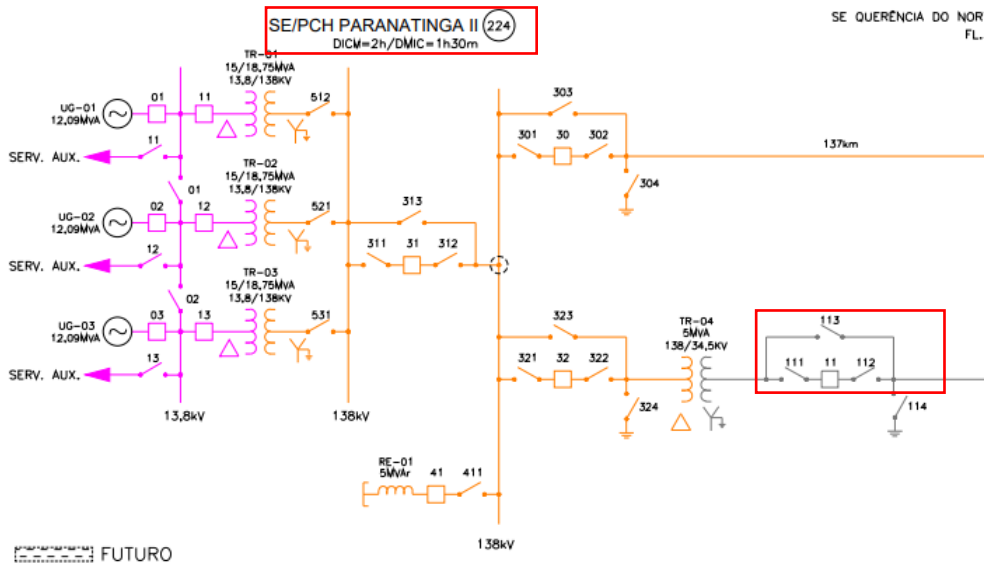 SE/PCH PARANATINGA II 224
DICM=2h/DMIC=1h30m
SE QUERÊNCIA DO NOR
FL.
TR-01
15/18,75MVA
13,8/138KV
UG-01
12,09MVA
01
11
512
SERV. AUX.
11
01
TR-02
15/18,75MVA
13,8/138KV
UG-02
12,09MVA
02
12
521
SERV. AUX.
12
02
TR-03
15/18,75MVA
13,8/138KV
UG-03
12,09MVA
03
13
531
SERV. AUX.
13
13,8kV
138kV
313
311
31
312
303
301
30
302
304
137km
323
321
32
322
324
TR-04
5MVA
138/34,5KV
113
111
11
112
114
RE-01
5MVAr
41
411
138kV
FUTURO